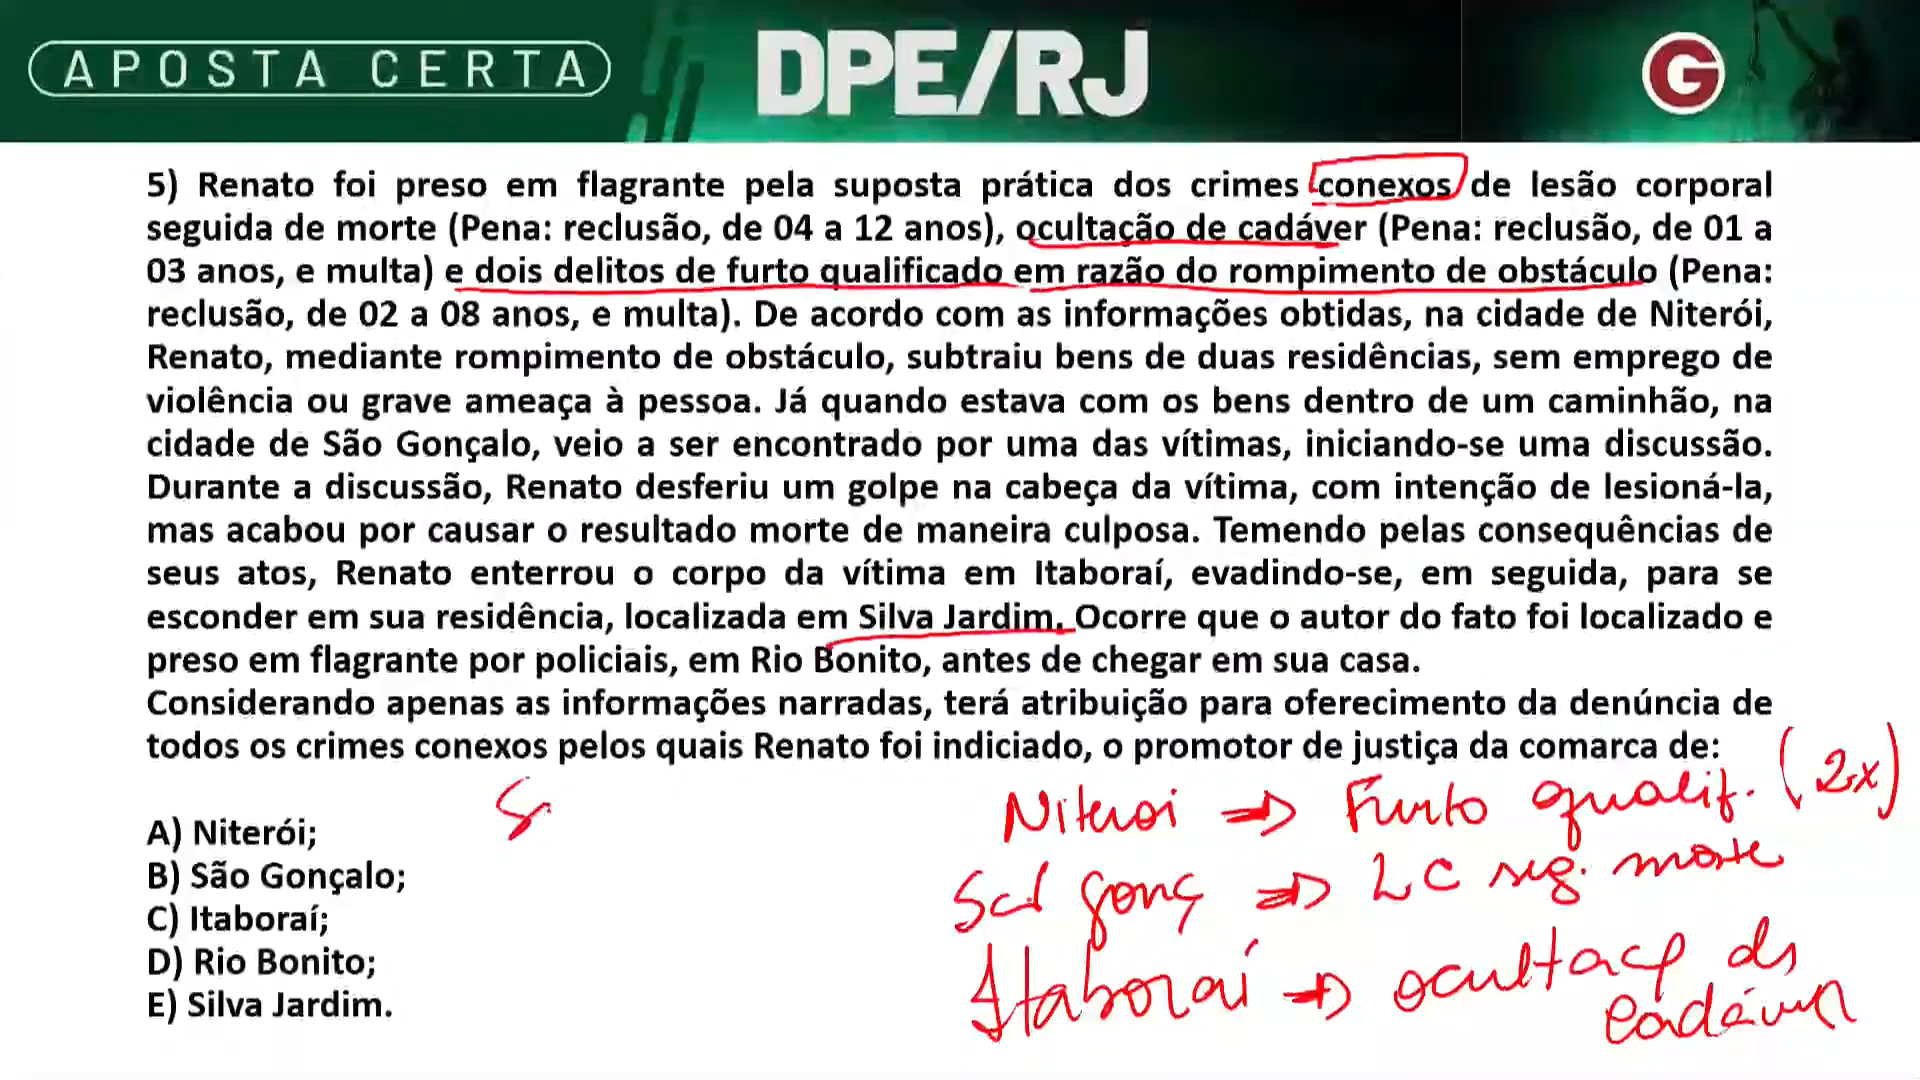 APOSTA CERTA
DPE/RJ
G
5) Renato foi preso em flagrante pela suposta prática dos crimes conexos de lesão corporal
seguida de morte (Pena: reclusão, de 04 a 12 anos), ocultação de cadáver (Pena: reclusão, de 01 a
03 anos, e multa) e dois delitos de furto qualificado em razão do rompimento de obstáculo (Pena:
reclusão, de 02 a 08 anos, e multa). De acordo com as informações obtidas, na cidade de Niterói,
Renato, mediante rompimento de obstáculo, subtraiu bens de duas residências, sem emprego de
violência ou grave ameaça à pessoa. Já quando estava com os bens dentro de um caminhão, na
cidade de São Gonçalo, veio a ser encontrado por uma das vítimas, iniciando-se uma discussão.
Durante a discussão, Renato desferiu um golpe na cabeça da vítima, com intenção de lesioná-la,
mas acabou por causar o resultado morte de maneira culposa. Temendo pelas consequências de
seus atos, Renato enterrou o corpo da vítima em Itaboraí, evadindo-se, em seguida, para se
esconder em sua residência, localizada em Silva Jardim. Ocorre que o autor do fato foi localizado e
preso em flagrante por policiais, em Rio Bonito, antes de chegar em sua casa.
Considerando apenas as informações narradas, terá atribuição para oferecimento da denúncia de
todos os crimes conexos pelos quais Renato foi indiciado, o promotor de justiça da comarca de:
A) Niterói;
B) São Gonçalo;
C) Itaboraí;
D) Rio Bonito;
E) Silva Jardim.
Niteroi ⇒ Furto qualif. (2x)
Gonç ⇒ LC seg. morte
Itaboraí ⇒ ocultaçã de
cadáver